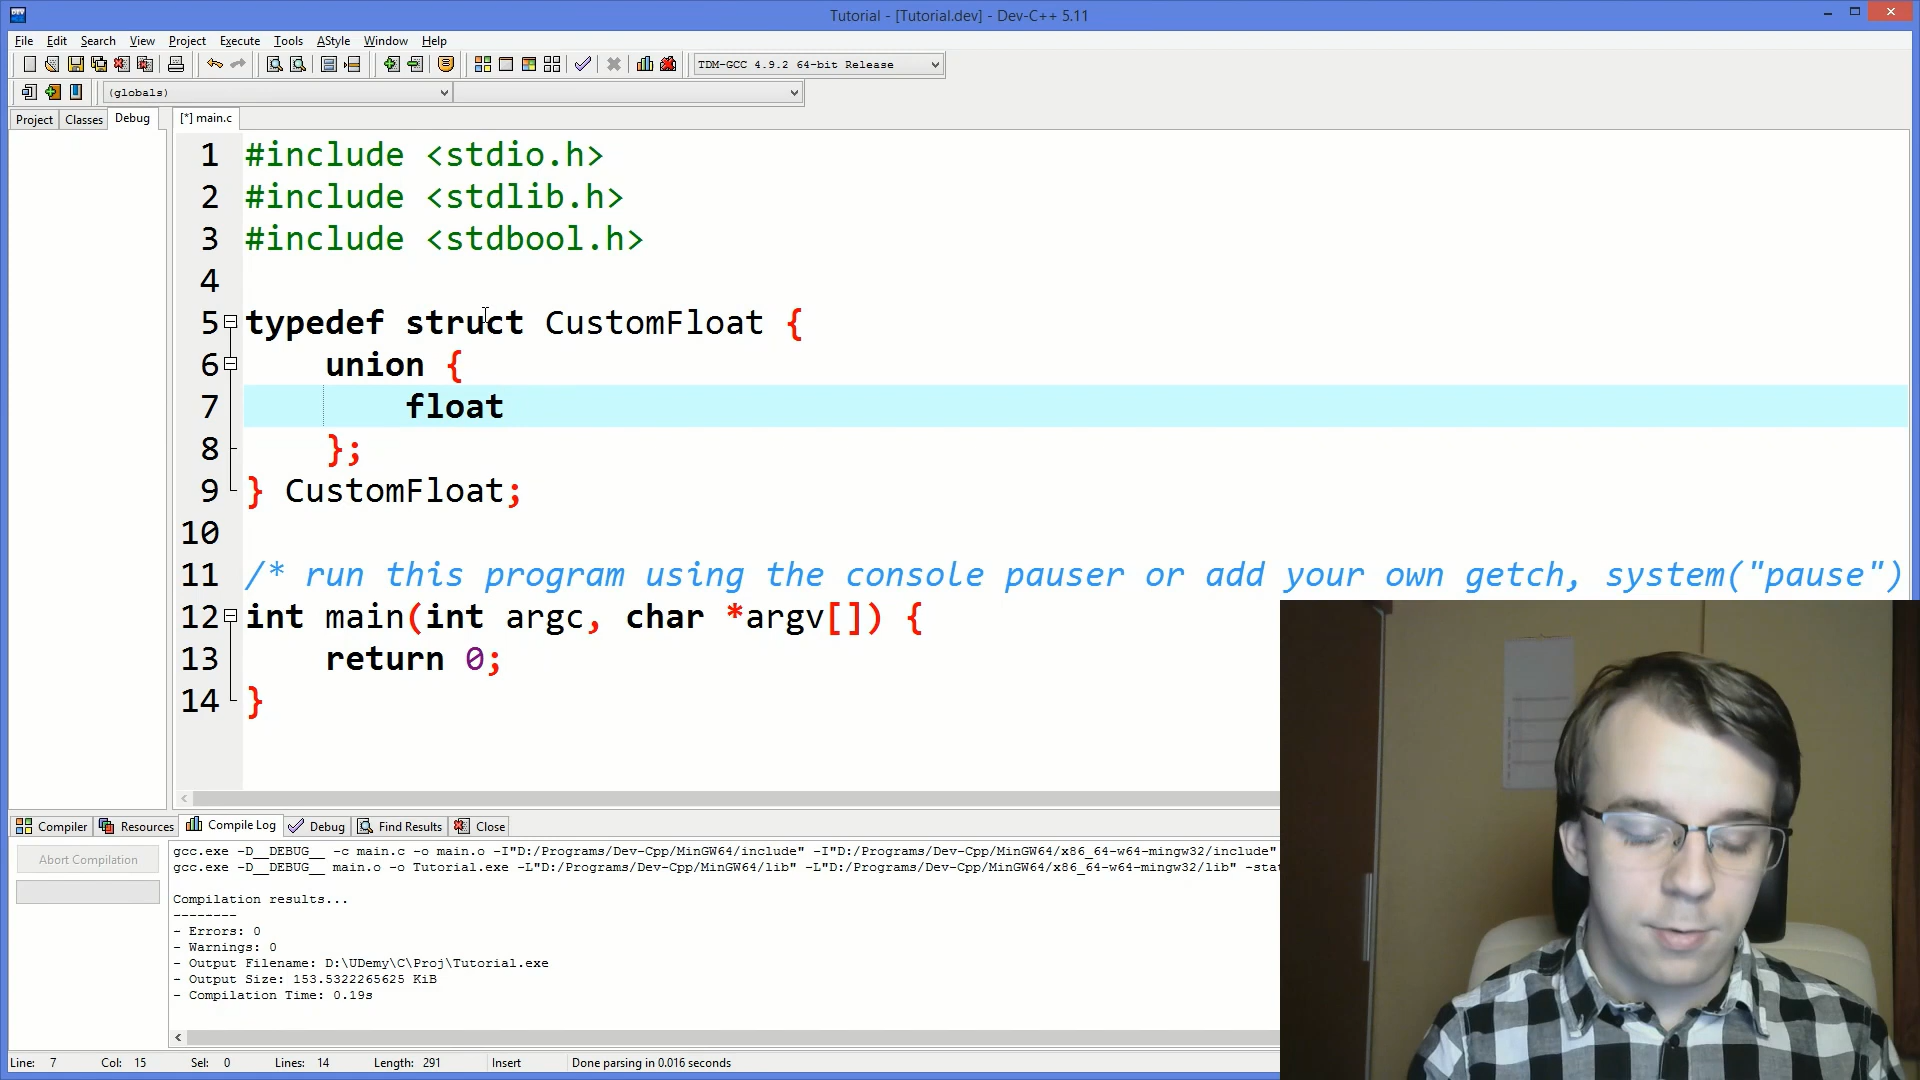 Tutorial - [Tutorial.dev] - Dev-C++ 5.11
File Edit Search View Project Execute Tools AStyle Window Help
TDM-GCC 4.9.2 64-bit Release
(globals)
Project Classes Debug [*] main.c
1 #include <stdio.h>
2 #include <stdlib.h>
3 #include <stdbool.h>
4
5 typedef struct CustomFloat {
6 union {
7 float
8 };
9 } CustomFloat;
10
11 /* run this program using the console pauser or add your own getch, system("pause")
12 int main(int argc, char *argv[]) {
13 return 0;
14 }
Compiler Resources Compile Log Debug Find Results Close
Abort Compilation
gcc.exe -D__DEBUG__ -c main.c -o main.o -I"D:/Programs/Dev-Cpp/MinGW64/include" -I"D:/Programs/Dev-Cpp/MinGW64/x86_64-w64-mingw32/include"
gcc.exe -D__DEBUG__ main.o -o Tutorial.exe -L"D:/Programs/Dev-Cpp/MinGW64/lib" -L"D:/Programs/Dev-Cpp/MinGW64/x86_64-w64-mingw32/lib" -sta
Compilation results...
--------
- Errors: 0
- Warnings: 0
- Output Filename: D:\UDemy\C\Proj\Tutorial.exe
- Output Size: 153.5322265625 KiB
- Compilation Time: 0.19s
Line: 7 Col: 15 Sel: 0 Lines: 14 Length: 291 Insert Done parsing in 0.016 seconds